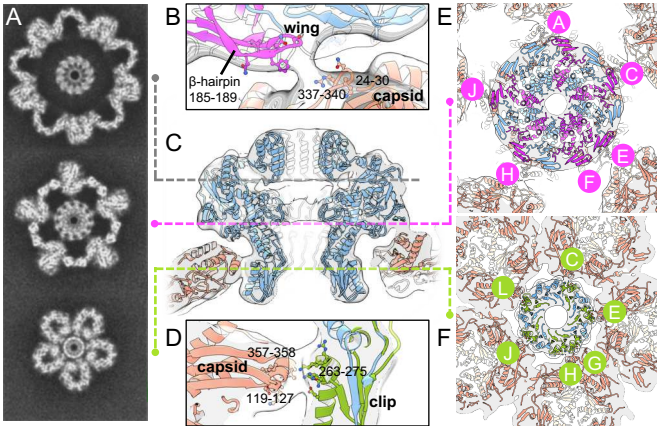 A
B
wing
β-hairpin
185-189
24-30
337-340
capsid
C
D
357-358
capsid
263-275
119-127
clip
E
A
C
J
E
H
F
F
C
L
E
J
G
H